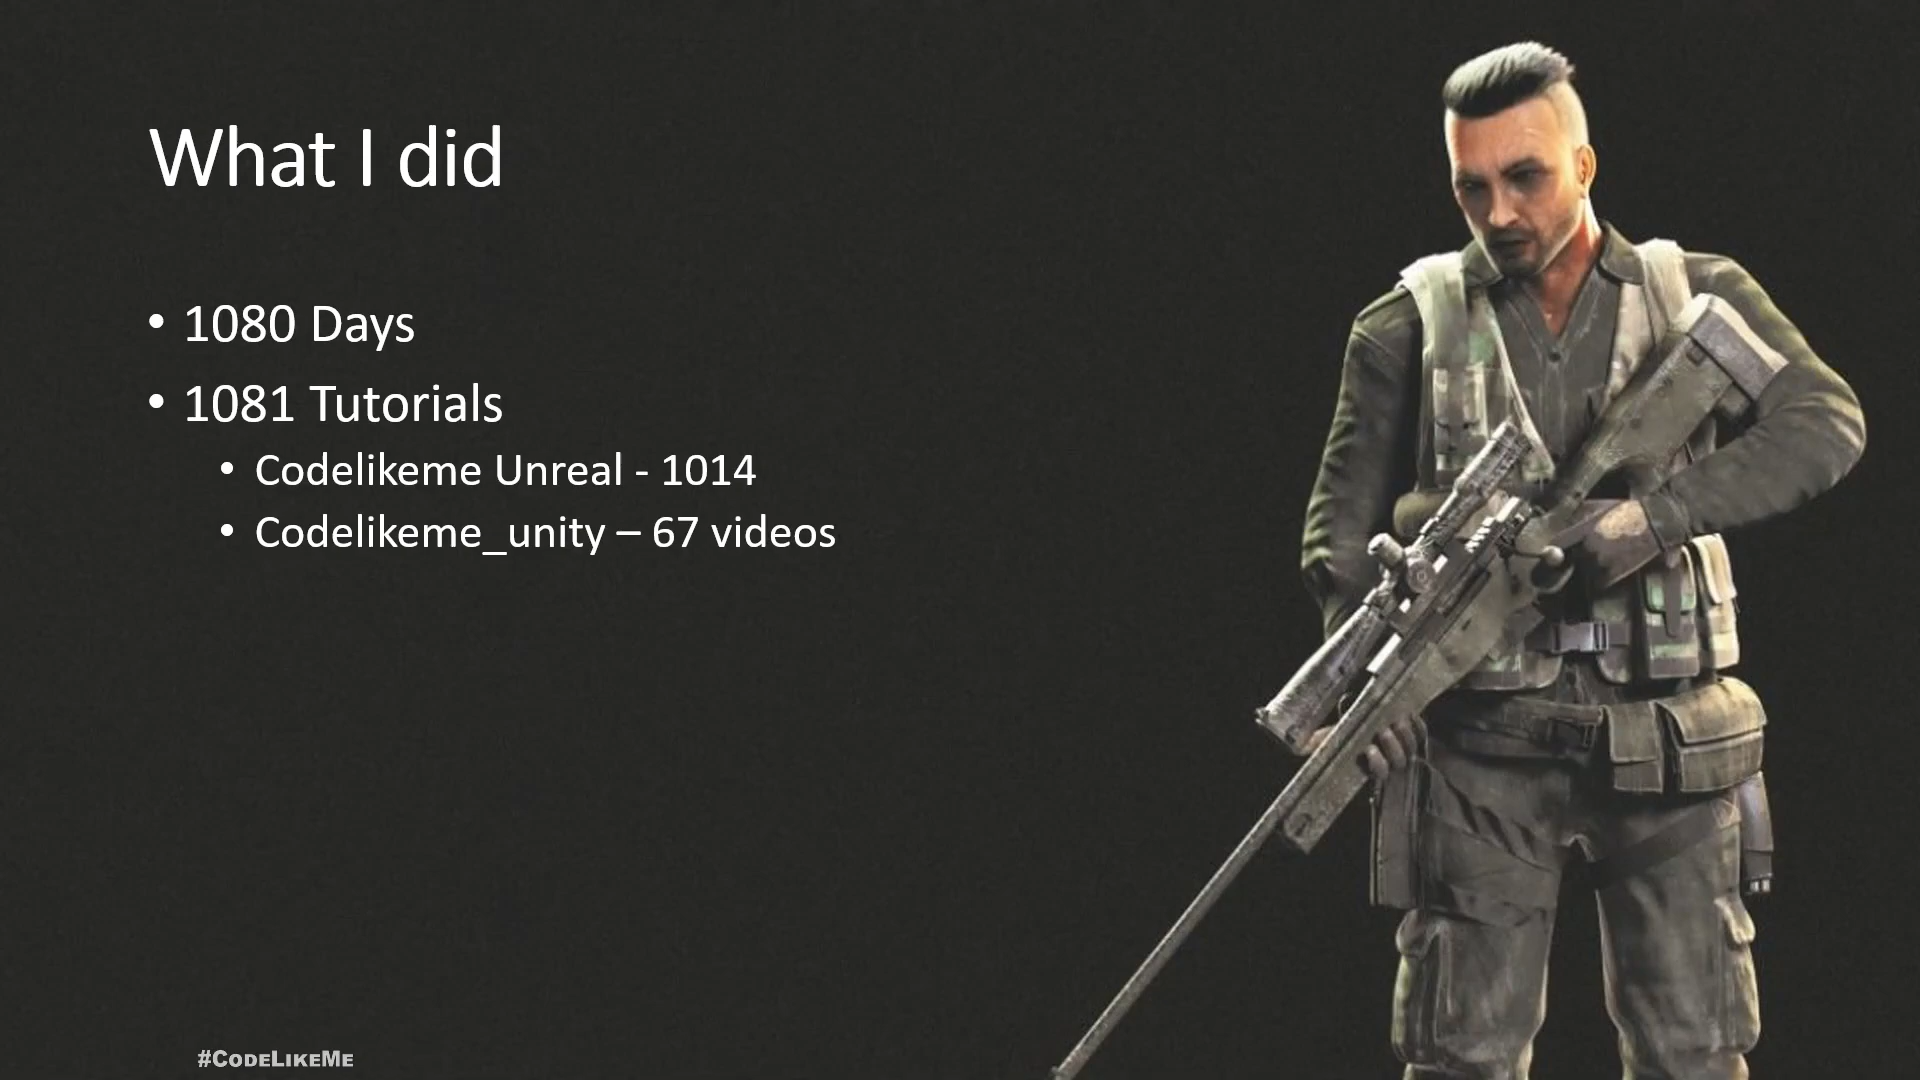 What I did
• 1080 Days
• 1081 Tutorials
• Codelikeme Unreal - 1014
• Codelikeme_unity – 67 videos
#CodeLikeMe